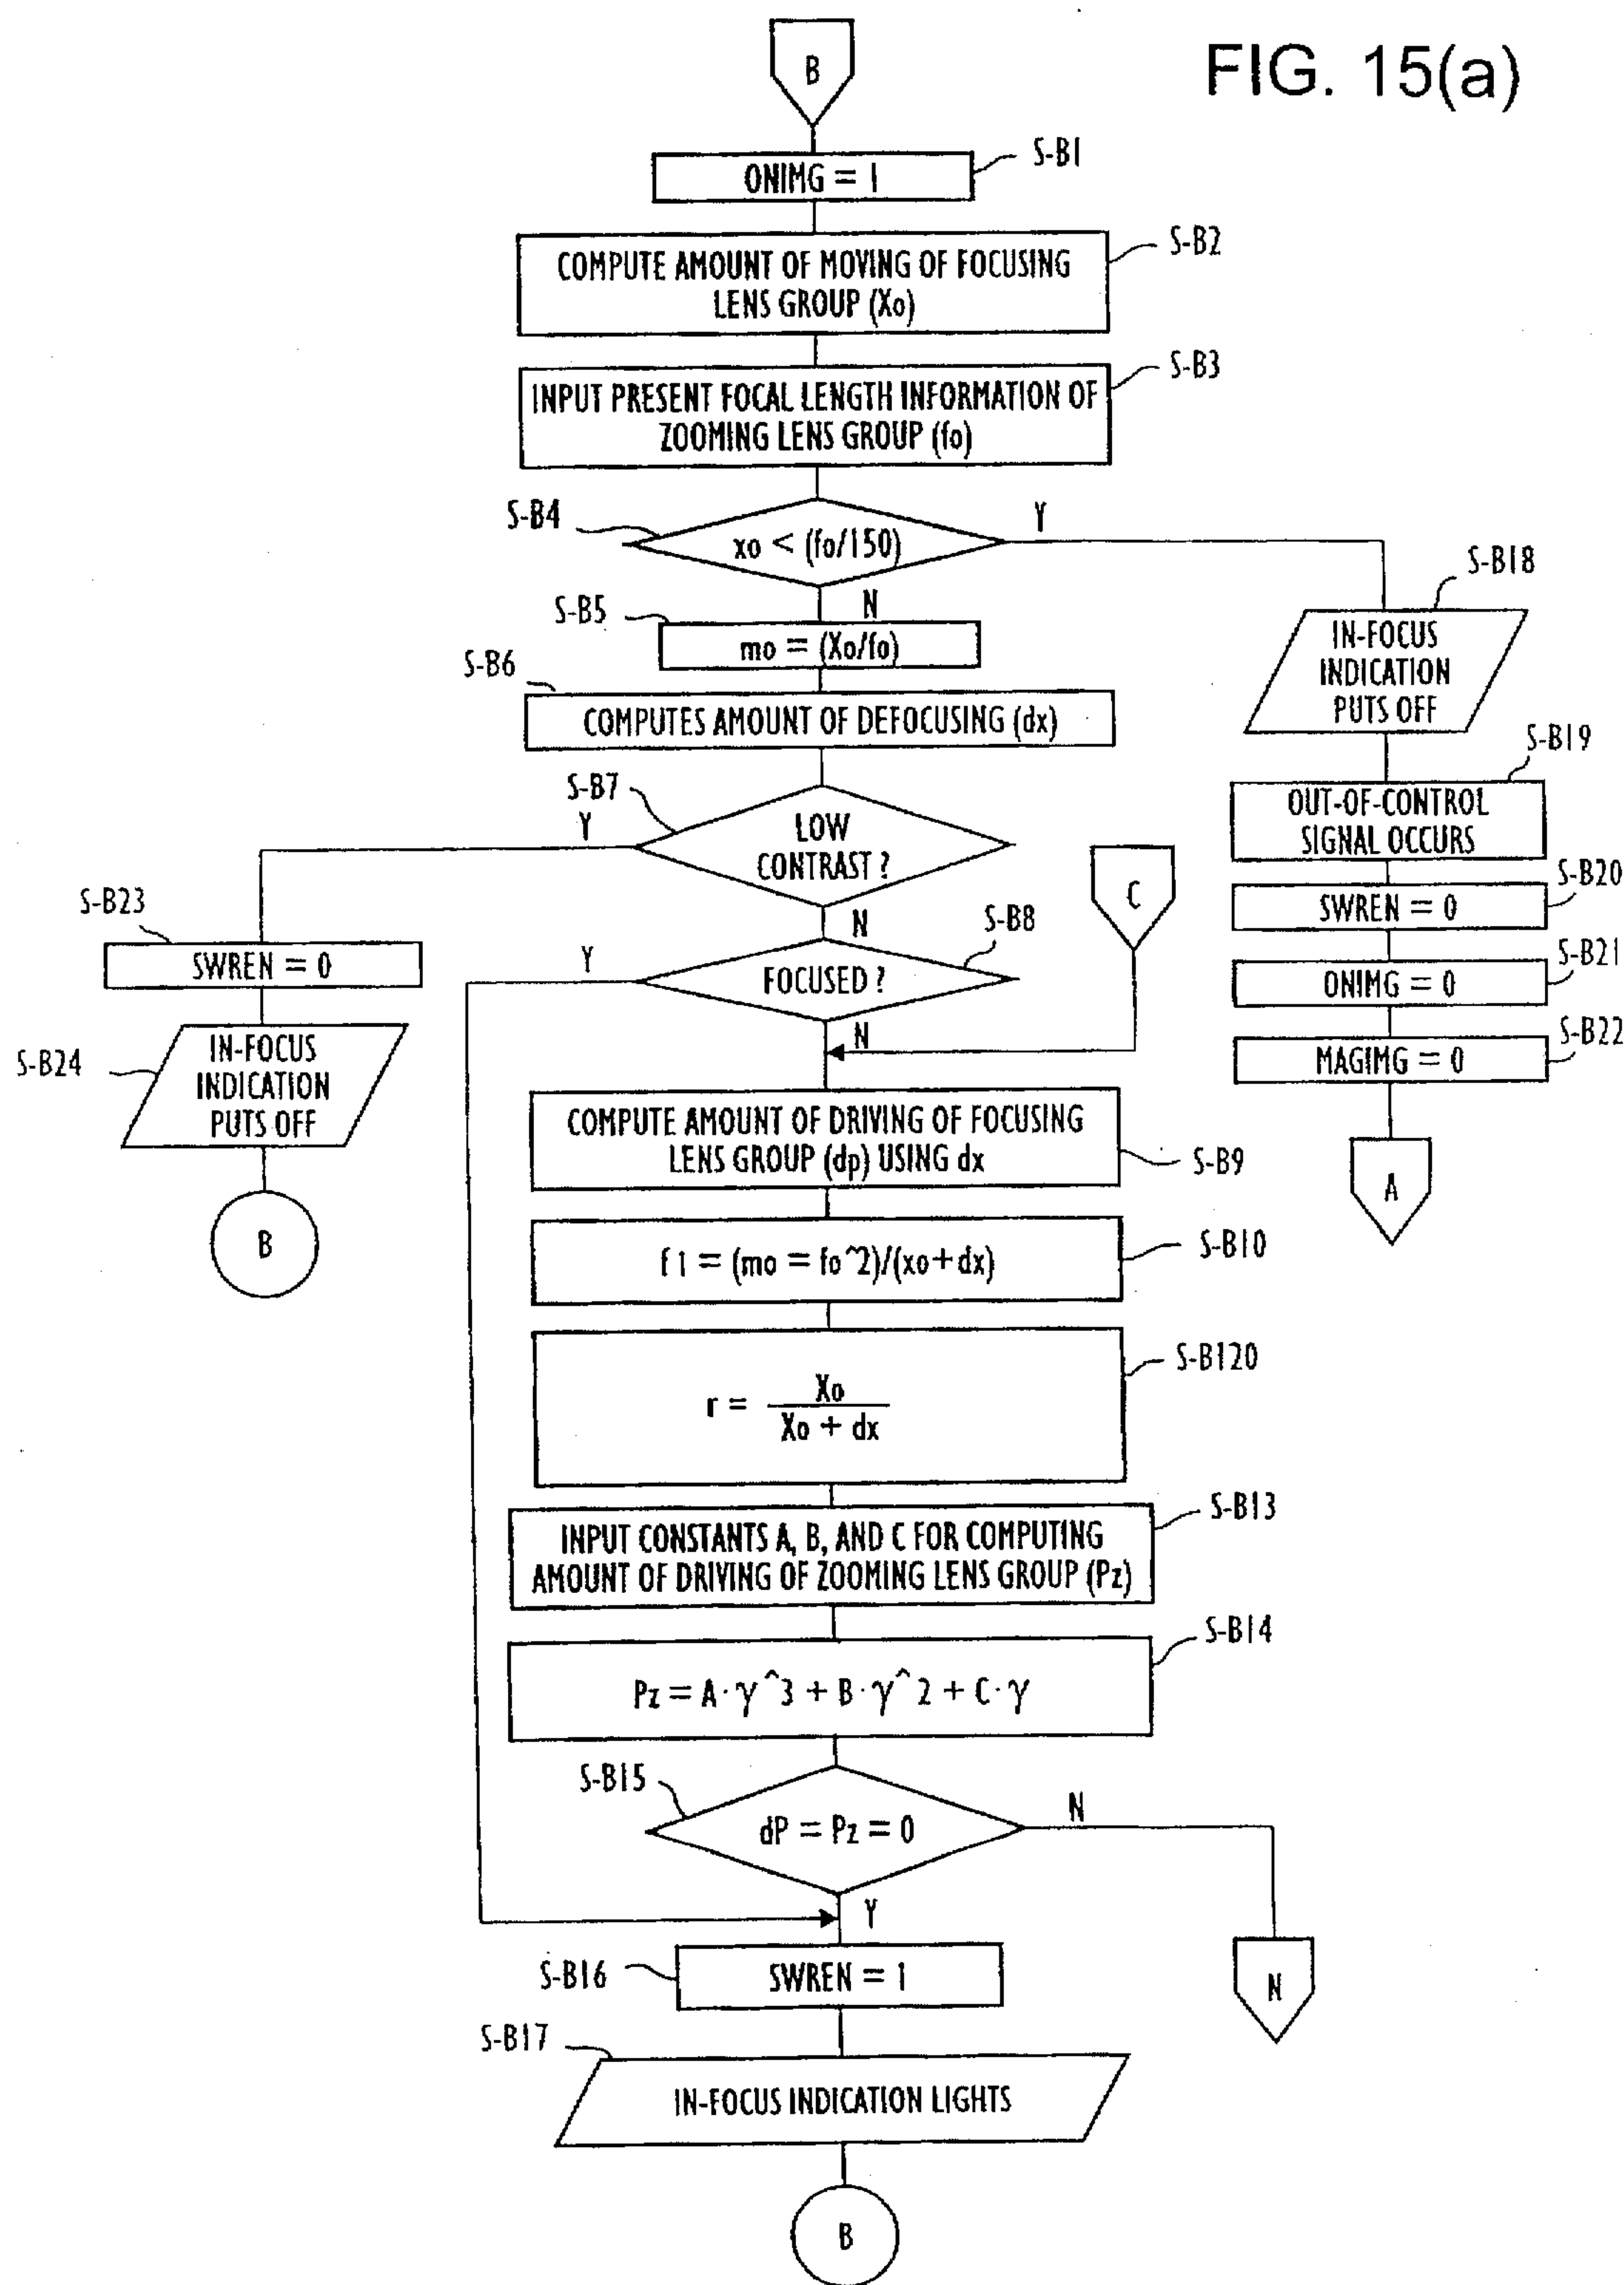 FIG. 15(a)
B
S-B1
ONIMG = 1
S-B2
COMPUTE AMOUNT OF MOVING OF FOCUSING
LENS GROUP (Xo)
S-B3
INPUT PRESENT FOCAL LENGTH INFORMATION OF
ZOOMING LENS GROUP (fo)
S-B4
xo < (fo/150)
Y
N
S-B5
mo = (Xo/fo)
S-B6
COMPUTES AMOUNT OF DEFOCUSING (dx)
S-B7
LOW
CONTRAST ?
Y
N
S-B8
FOCUSED ?
Y
N
C
S-B18
IN-FOCUS
INDICATION
PUTS OFF
S-B19
OUT-OF-CONTROL
SIGNAL OCCURS
S-B20
SWREN = 0
S-B21
ONIMG = 0
S-B22
MAGIMG = 0
A
S-B23
SWREN = 0
S-B24
IN-FOCUS
INDICATION
PUTS OFF
B
COMPUTE AMOUNT OF DRIVING OF FOCUSING
LENS GROUP (dp) USING dx
S-B9
f1 = (mo = fo^2)/(xo+dx)
S-B10
S-B120
r = Xo
Xo + dx
S-B13
INPUT CONSTANTS A, B, AND C FOR COMPUTING
AMOUNT OF DRIVING OF ZOOMING LENS GROUP (Pz)
S-B14
Pz = A·γ^3 + B·γ^2 + C·γ
S-B15
dP = Pz = 0
N
Y
N
S-B16
SWREN = 1
S-B17
IN-FOCUS INDICATION LIGHTS
B